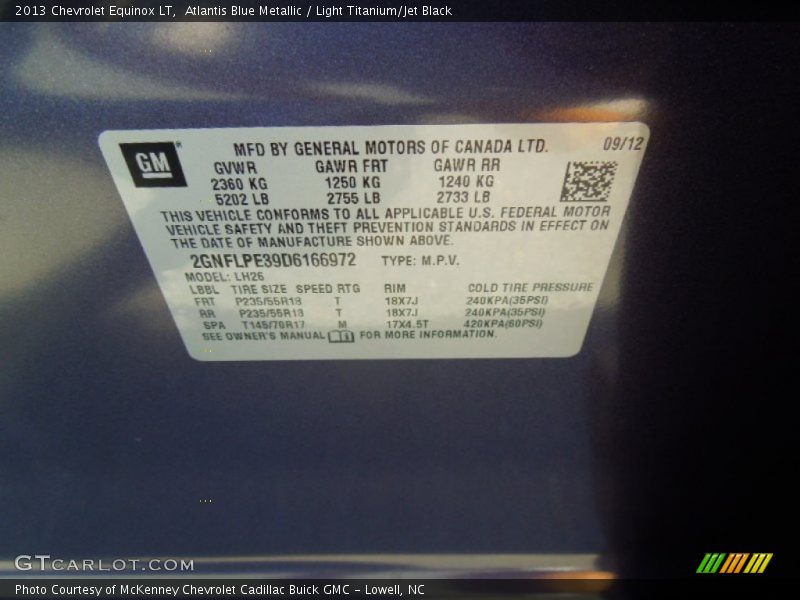 2013 Chevrolet Equinox LT,  Atlantis Blue Metallic / Light Titanium/Jet Black
GM
MFD BY GENERAL MOTORS OF CANADA LTD. 09/12
GVWR GAWR FRT GAWR RR
2360 KG 1250 KG 1240 KG
5202 LB 2755 LB 2733 LB
THIS VEHICLE CONFORMS TO ALL APPLICABLE U.S. FEDERAL MOTOR
VEHICLE SAFETY AND THEFT PREVENTION STANDARDS IN EFFECT ON
THE DATE OF MANUFACTURE SHOWN ABOVE.
2GNFLPE39D6166972 TYPE: M.P.V.
MODEL: LH26
LBBL TIRE SIZE SPEED RTG RIM COLD TIRE PRESSURE
FRT P235/55R18 T 18X7J 240KPA(35PSI)
RR P235/55R18 T 18X7J 240KPA(35PSI)
SPA T145/70R17 M 17X4.5T 420KPA(60PSI)
SEE OWNER'S MANUAL FOR MORE INFORMATION.
GTCARLOT.COM
Photo Courtesy of McKenney Chevrolet Cadillac Buick GMC – Lowell, NC